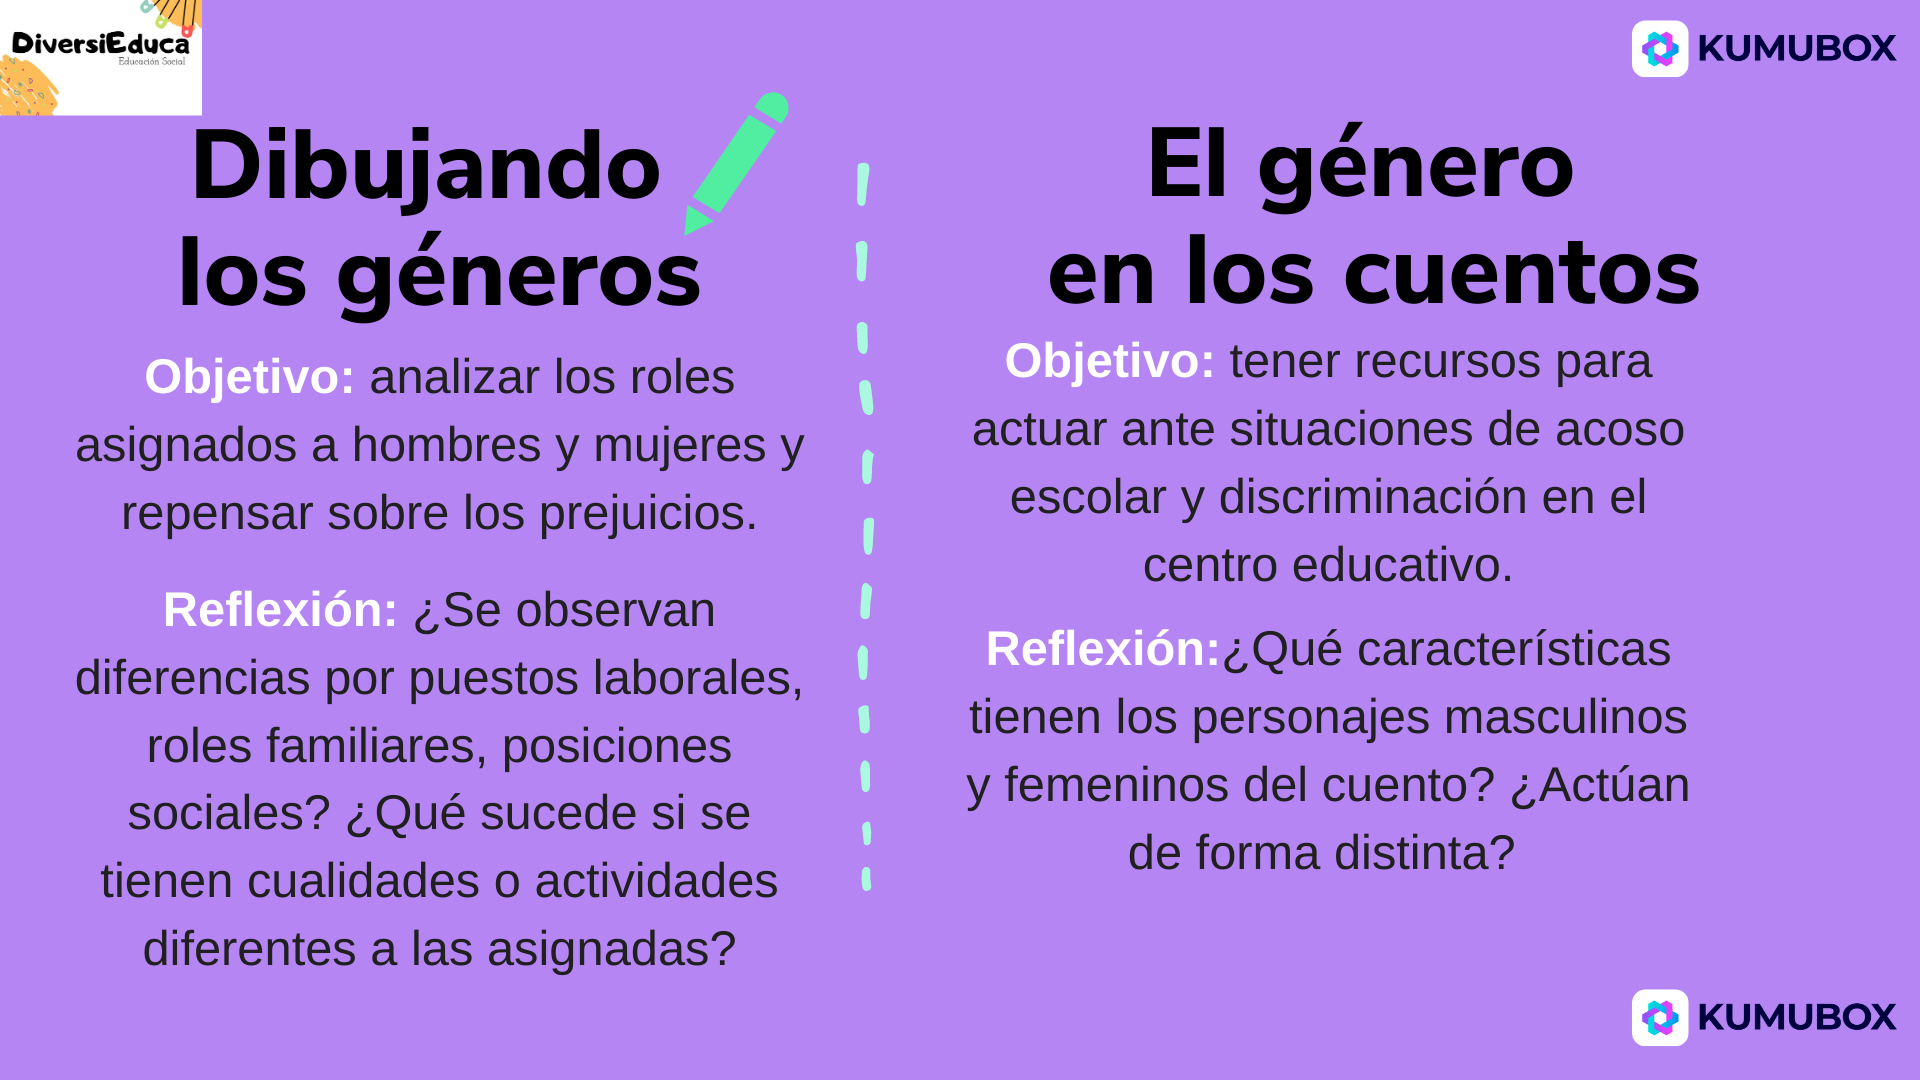 DiversiEduca
Educación Social
KUMUBOX
Dibujando
los géneros
Objetivo: analizar los roles
asignados a hombres y mujeres y
repensar sobre los prejuicios.
Reflexión: ¿Se observan
diferencias por puestos laborales,
roles familiares, posiciones
sociales? ¿Qué sucede si se
tienen cualidades o actividades
diferentes a las asignadas?
El género
en los cuentos
Objetivo: tener recursos para
actuar ante situaciones de acoso
escolar y discriminación en el
centro educativo.
Reflexión:¿Qué características
tienen los personajes masculinos
y femeninos del cuento? ¿Actúan
de forma distinta?
KUMUBOX